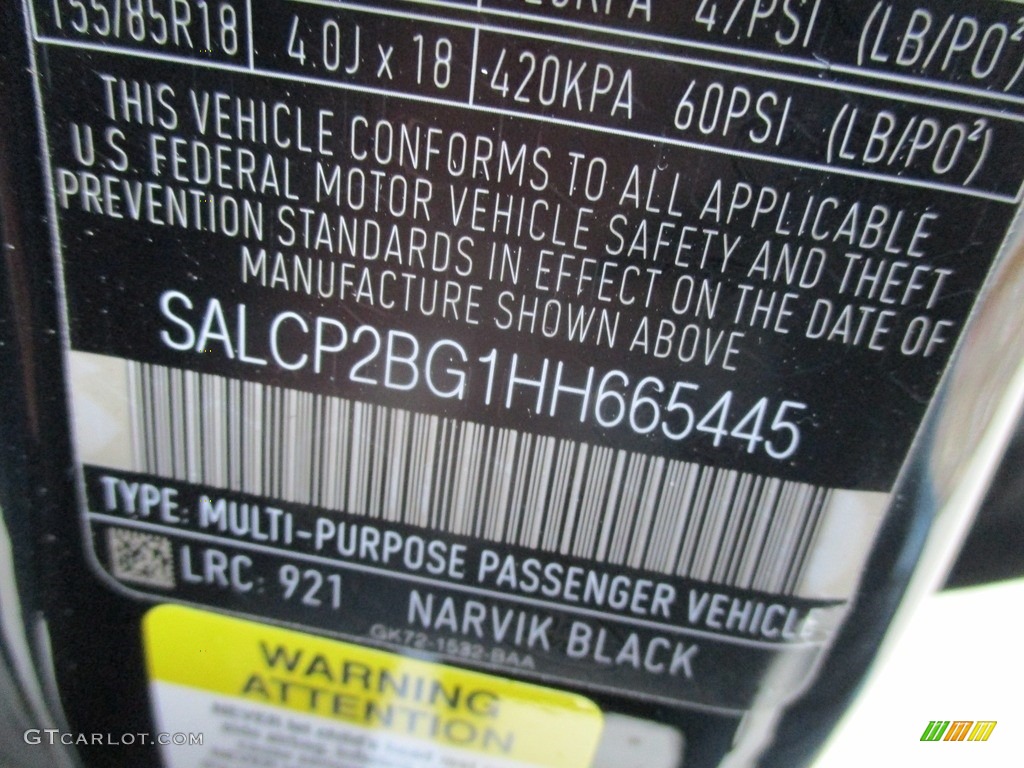 47PSI (LB/PO²)
155/85R18 4.0J x 18 420KPA 60PSI (LB/PO²)
THIS VEHICLE CONFORMS TO ALL APPLICABLE
U.S. FEDERAL MOTOR VEHICLE SAFETY AND THEFT
PREVENTION STANDARDS IN EFFECT ON THE DATE OF
MANUFACTURE SHOWN ABOVE
SALCP2BG1HH665445
TYPE: MULTI-PURPOSE PASSENGER VEHICLE
LRC: 921 NARVIK BLACK
GK72-1532-BAA
WARNING
ATTENTION
GTCARLOT.COM